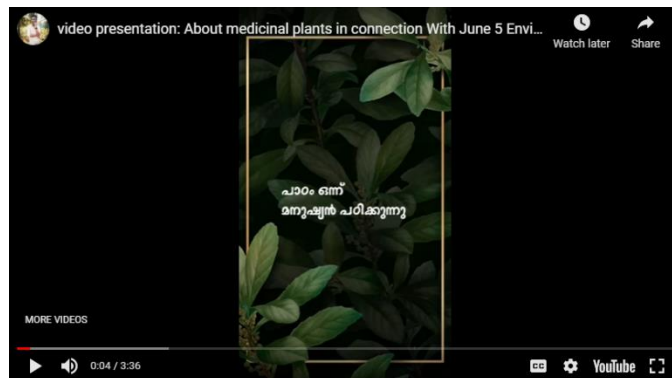 video presentation: About medicinal plants in connection With June 5 Envi...
Watch later
Share
പാഠം ഒന്ന്
മനുഷ്യൻ പഠിക്കുന്നു
MORE VIDEOS
0:04 / 3:36
CC
YouTube